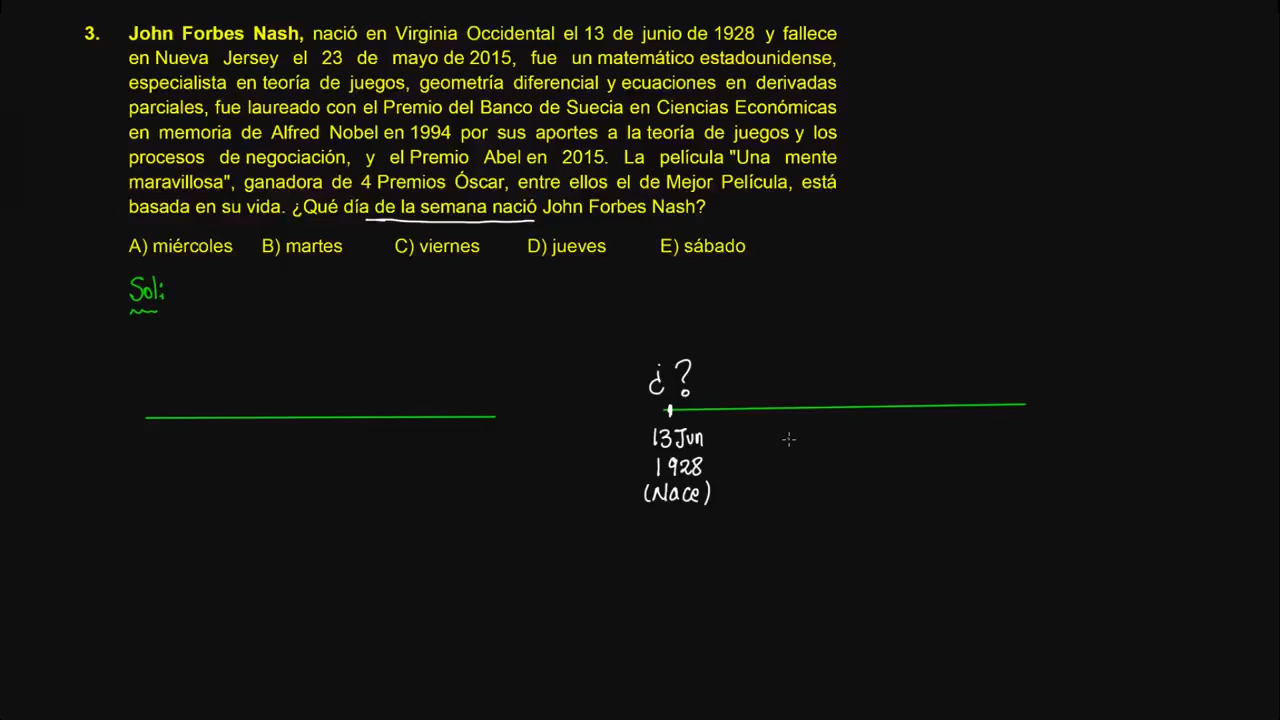 3. John Forbes Nash, nació en Virginia Occidental el 13 de junio de 1928 y fallece
en Nueva Jersey el 23 de mayo de 2015, fue un matemático estadounidense,
especialista en teoría de juegos, geometría diferencial y ecuaciones en derivadas
parciales, fue laureado con el Premio del Banco de Suecia en Ciencias Económicas
en memoria de Alfred Nobel en 1994 por sus aportes a la teoría de juegos y los
procesos de negociación, y el Premio Abel en 2015. La película "Una mente
maravillosa", ganadora de 4 Premios Óscar, entre ellos el de Mejor Película, está
basada en su vida. ¿Qué día de la semana nació John Forbes Nash?
A) miércoles B) martes C) viernes D) jueves E) sábado
Sol:
¿?
13 Jun
1928
(Nace)